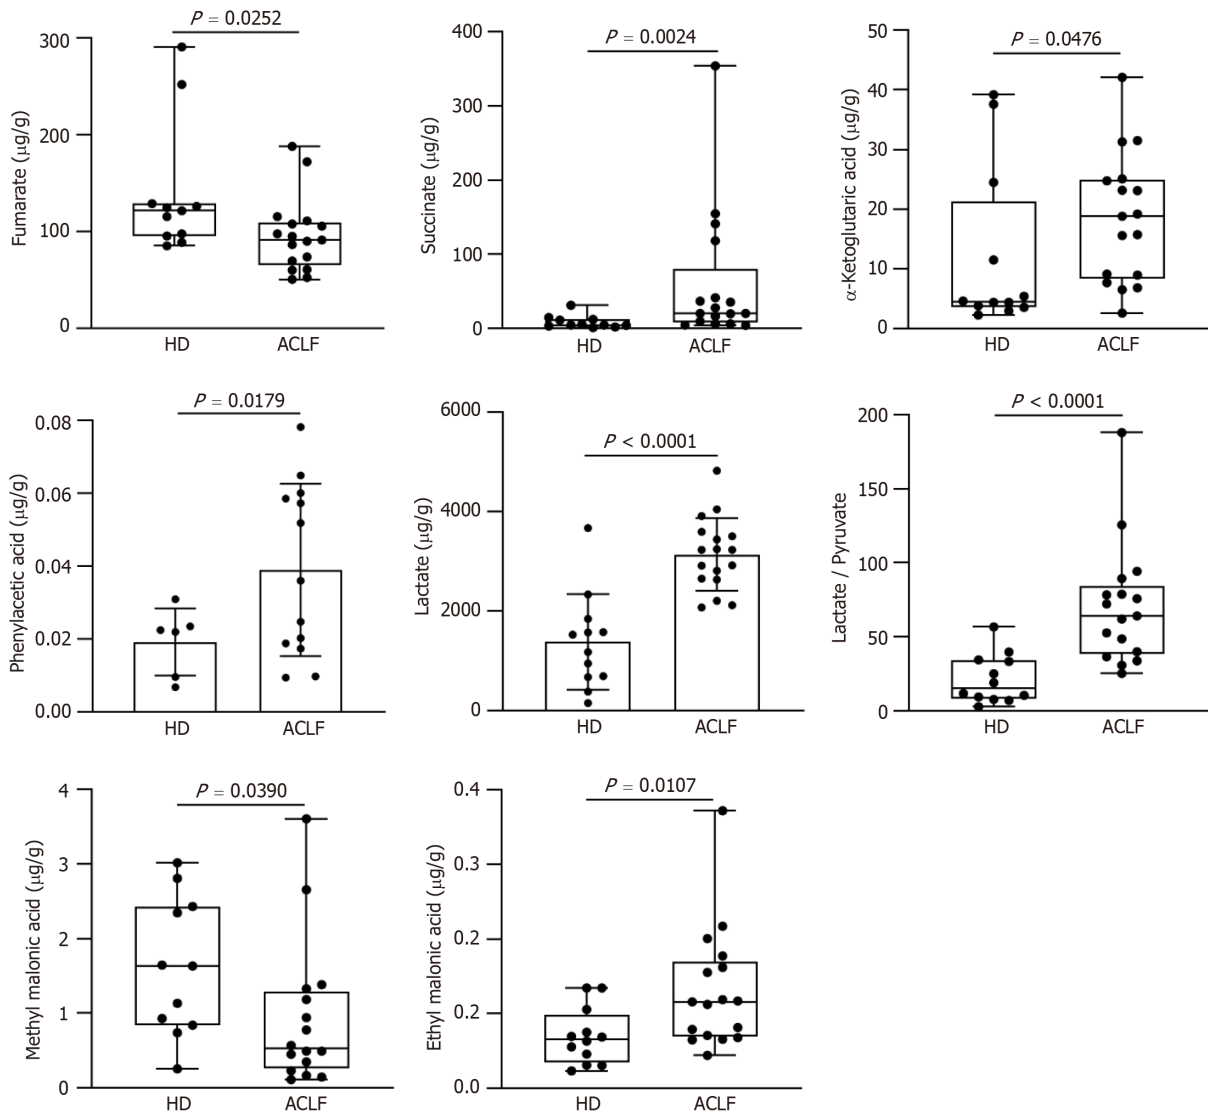 P = 0.0252
Fumarate (μg/g)
300
200
100
0
HD ACLF
P = 0.0024
Succinate (μg/g)
400
300
200
100
0
HD ACLF
P = 0.0476
α-Ketoglutaric acid (μg/g)
50
40
30
20
10
0
HD ACLF
P = 0.0179
Phenylacetic acid (μg/g)
0.08
0.06
0.04
0.02
0.00
HD ACLF
P < 0.0001
Lactate (μg/g)
6000
4000
2000
0
HD ACLF
P < 0.0001
Lactate / Pyruvate
200
150
100
50
0
HD ACLF
P = 0.0390
Methyl malonic acid (μg/g)
4
3
2
1
0
HD ACLF
P = 0.0107
Ethyl malonic acid (μg/g)
0.4
0.3
0.2
0.2
0.0
HD ACLF